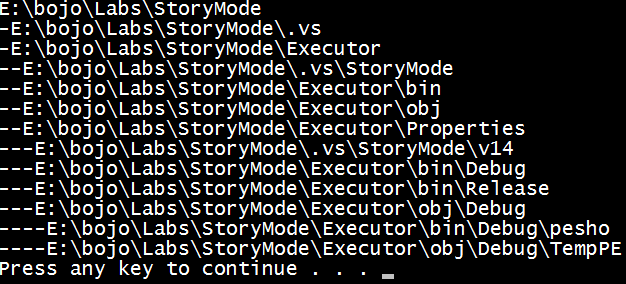 E:\bojo\Labs\StoryMode
-E:\bojo\Labs\StoryMode\.vs
-E:\bojo\Labs\StoryMode\Executor
--E:\bojo\Labs\StoryMode\.vs\StoryMode
--E:\bojo\Labs\StoryMode\Executor\bin
--E:\bojo\Labs\StoryMode\Executor\obj
--E:\bojo\Labs\StoryMode\Executor\Properties
---E:\bojo\Labs\StoryMode\.vs\StoryMode\v14
---E:\bojo\Labs\StoryMode\Executor\bin\Debug
---E:\bojo\Labs\StoryMode\Executor\bin\Release
---E:\bojo\Labs\StoryMode\Executor\obj\Debug
----E:\bojo\Labs\StoryMode\Executor\bin\Debug\pesho
----E:\bojo\Labs\StoryMode\Executor\obj\Debug\TempPE
Press any key to continue . . .